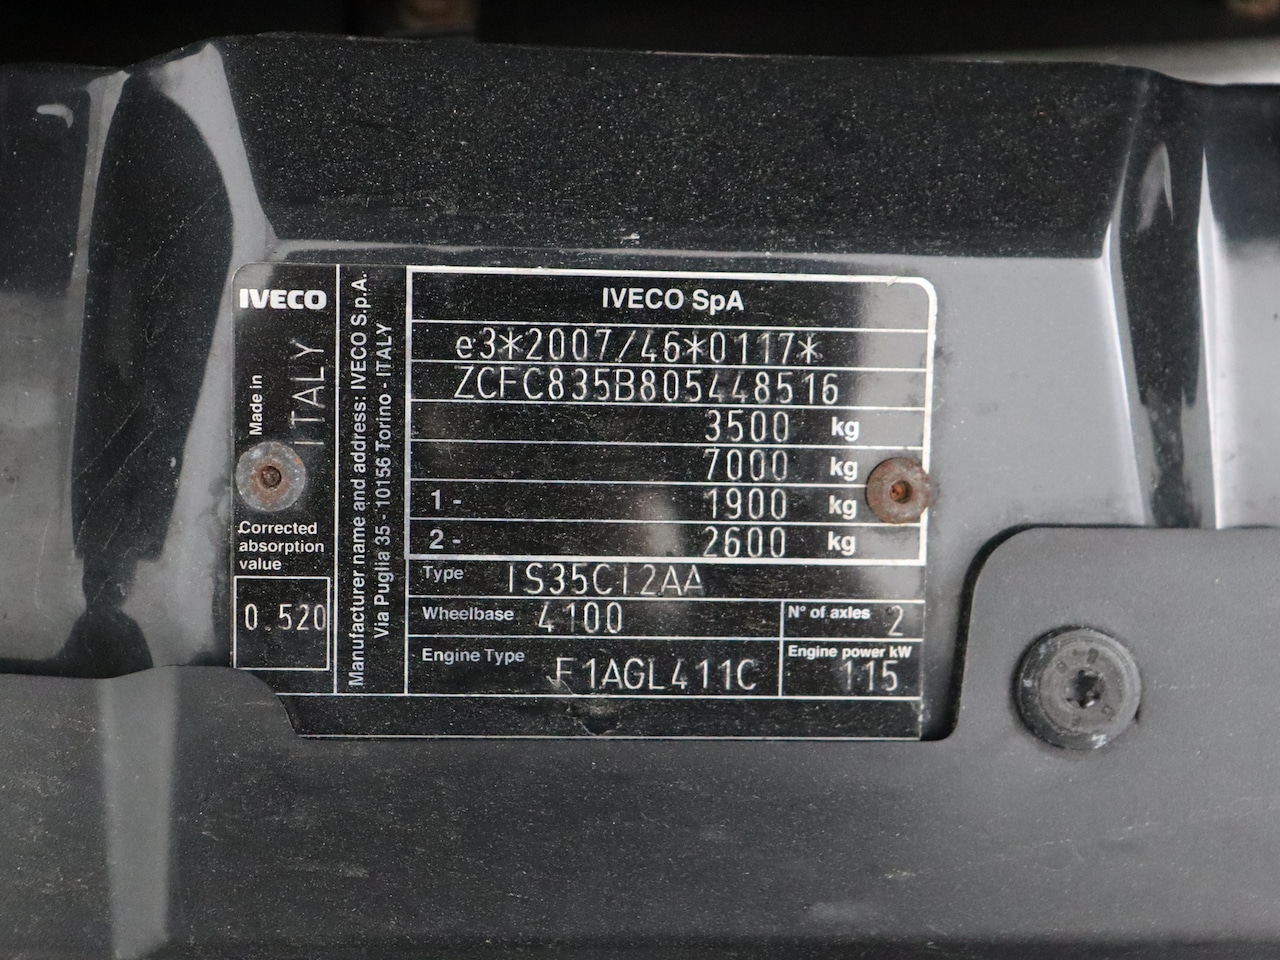 IVECO
Made in ITALY
Corrected
absorption
value
0.520
Manufacturer name and address: IVECO S.p.A.
Via Puglia 35 - 10156 Torino - ITALY
IVECO SpA
e3*2007/46*0117*
ZCFC835B805448516
3500 kg
7000 kg
1 - 1900 kg
2 - 2600 kg
Type IS35CI2AA
Wheelbase 4100 N° of axles 2
Engine Type F1AGL411C Engine power kW 115